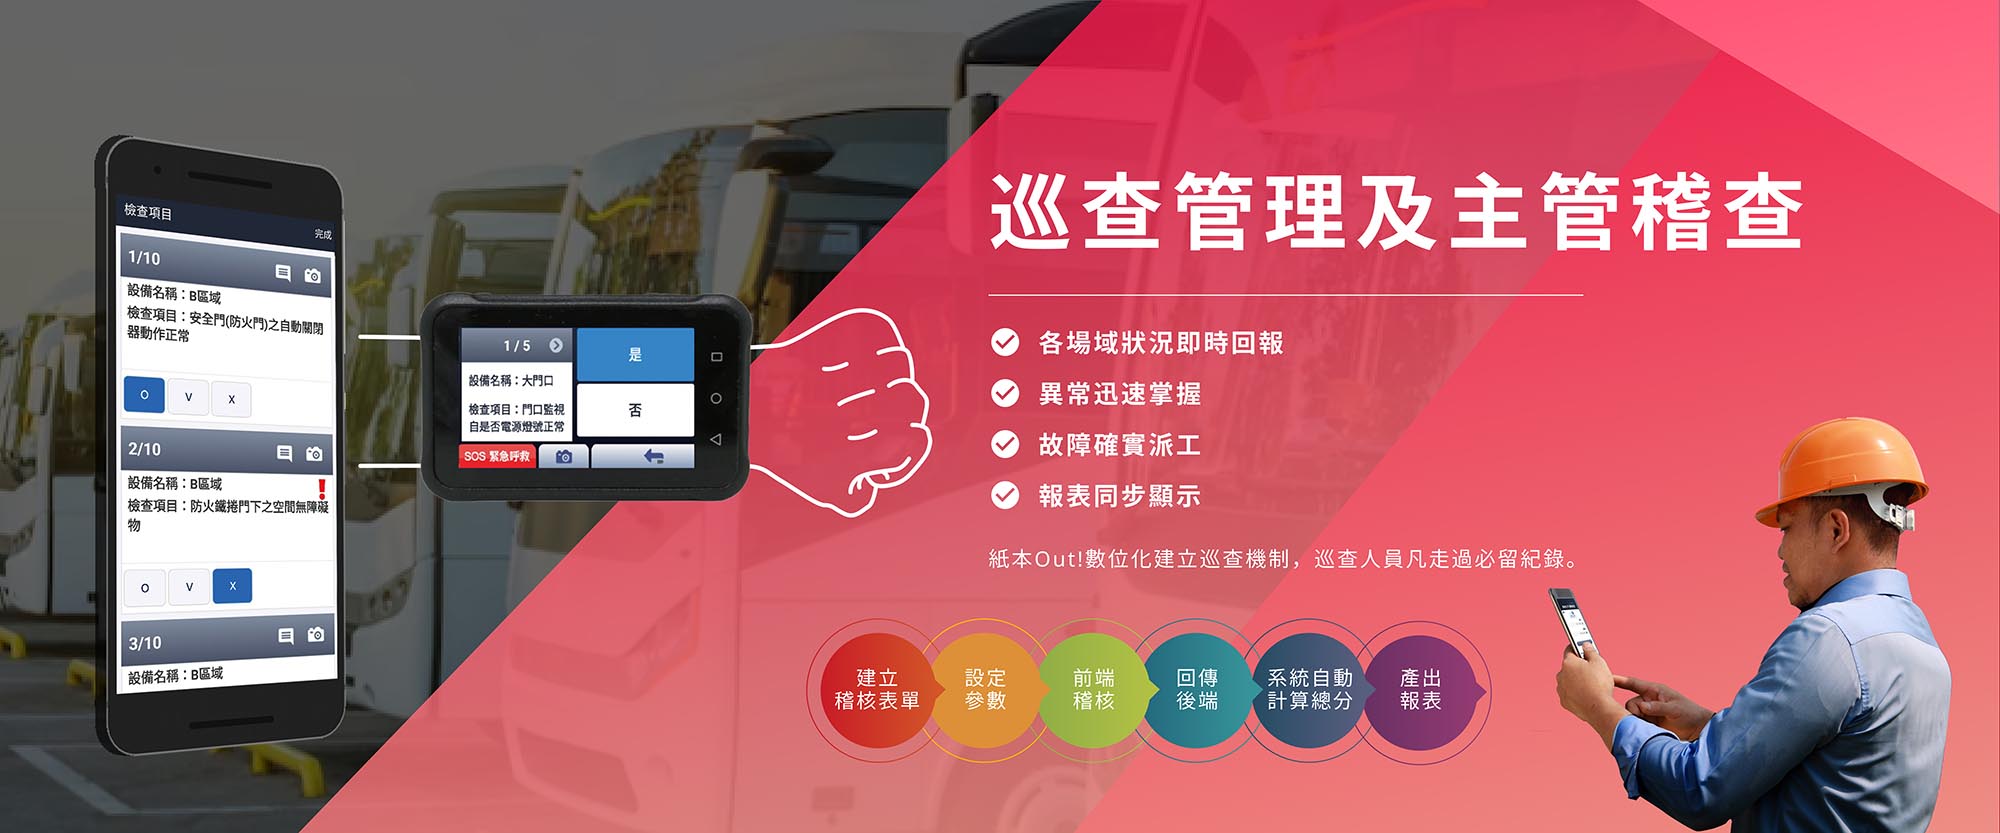 檢查項目
完成
1/10
設備名稱：B區域
檢查項目：安全門(防火門)之自動關閉
器動作正常
O
V
X
2/10
設備名稱：B區域
檢查項目：防火鐵捲門下之空間無障礙
物
O
V
X
3/10
設備名稱：B區域
1/5
設備名稱：大門口
檢查項目：門口監視
自是否電源燈號正常
是
否
SOS 緊急呼救
巡查管理及主管稽查
各場域狀況即時回報
異常迅速掌握
故障確實派工
報表同步顯示
紙本Out!數位化建立巡查機制，巡查人員凡走過必留紀錄。
建立
稽核表單
設定
參數
前端
稽核
回傳
後端
系統自動
計算總分
產出
報表